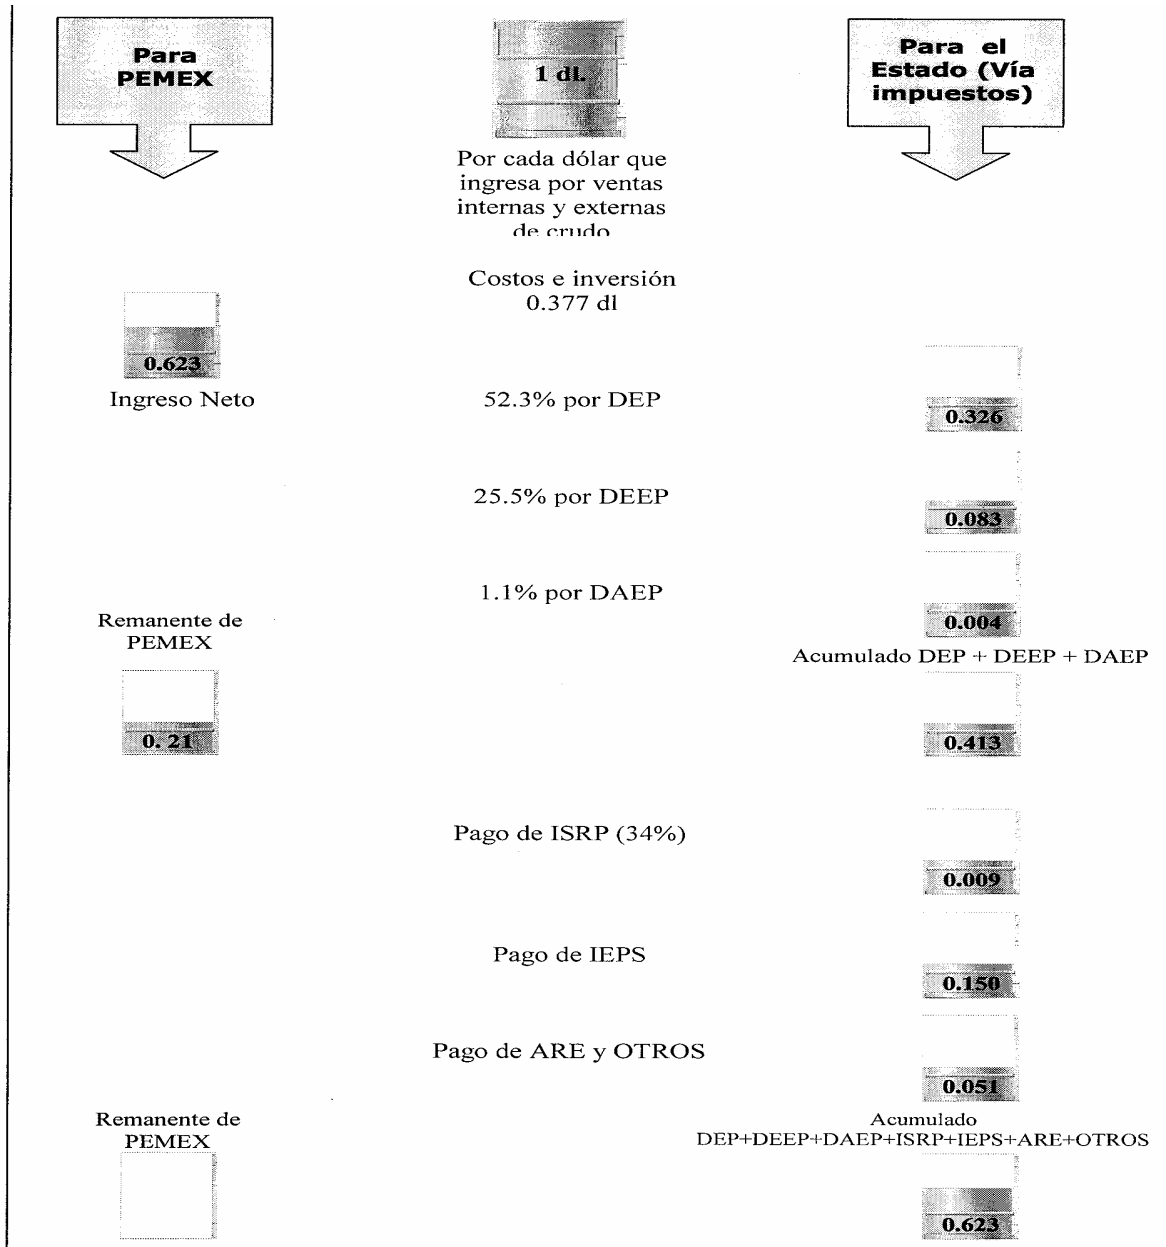 Para
PEMEX
1 dl.
Para el
Estado (Vía
impuestos)
Por cada dólar que
ingresa por ventas
internas y externas
de crudo
Costos e inversión
0.377 dl
0.623
Ingreso Neto
52.3% por DEP
0.326
25.5% por DEEP
0.083
1.1% por DAEP
0.004
Remanente de
PEMEX
Acumulado DEP + DEEP + DAEP
0. 21
0.413
Pago de ISRP (34%)
0.009
Pago de IEPS
0.150
Pago de ARE y OTROS
0.051
Remanente de
PEMEX
Acumulado
DEP+DEEP+DAEP+ISRP+IEPS+ARE+OTROS
0.623